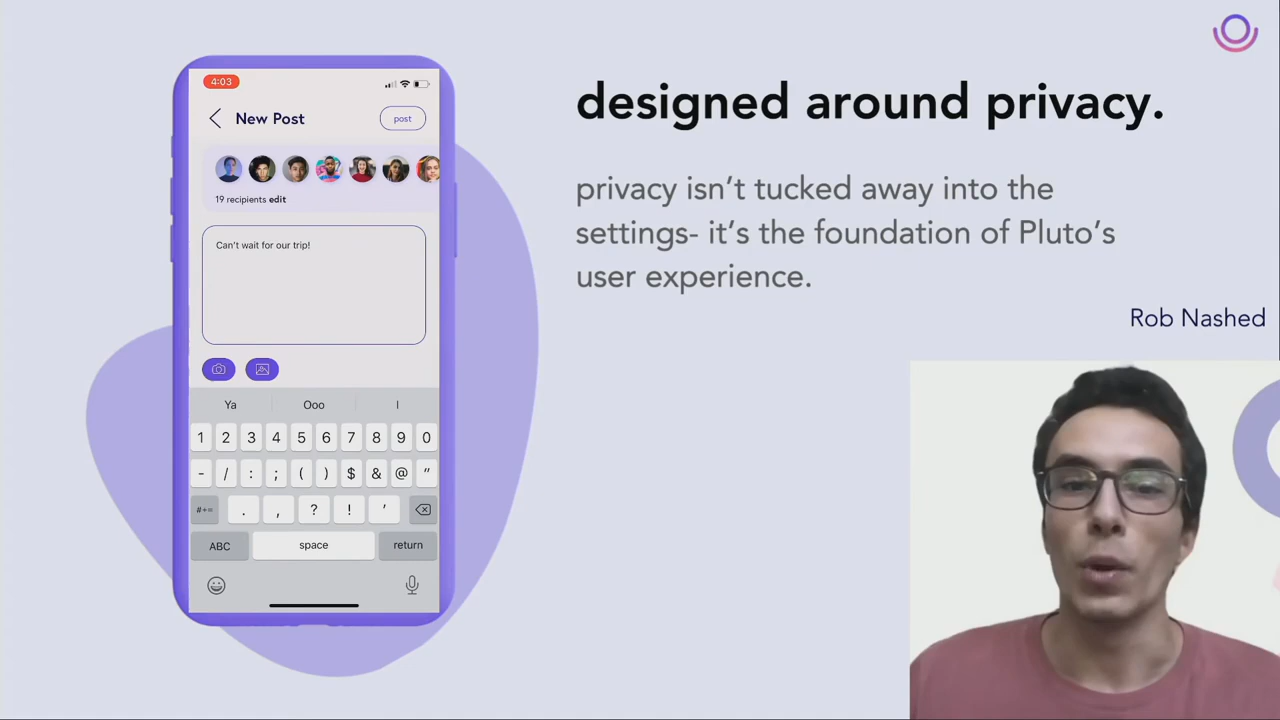 designed around privacy.
privacy isn't tucked away into the
settings- it's the foundation of Pluto's
user experience.
Rob Nashed
4:03
New Post
post
19 recipients edit
Can't wait for our trip!
Ya Ooo I
1 2 3 4 5 6 7 8 9 0
- / : ; ( ) $ & @ "
#+= . , ? ! '
ABC space return